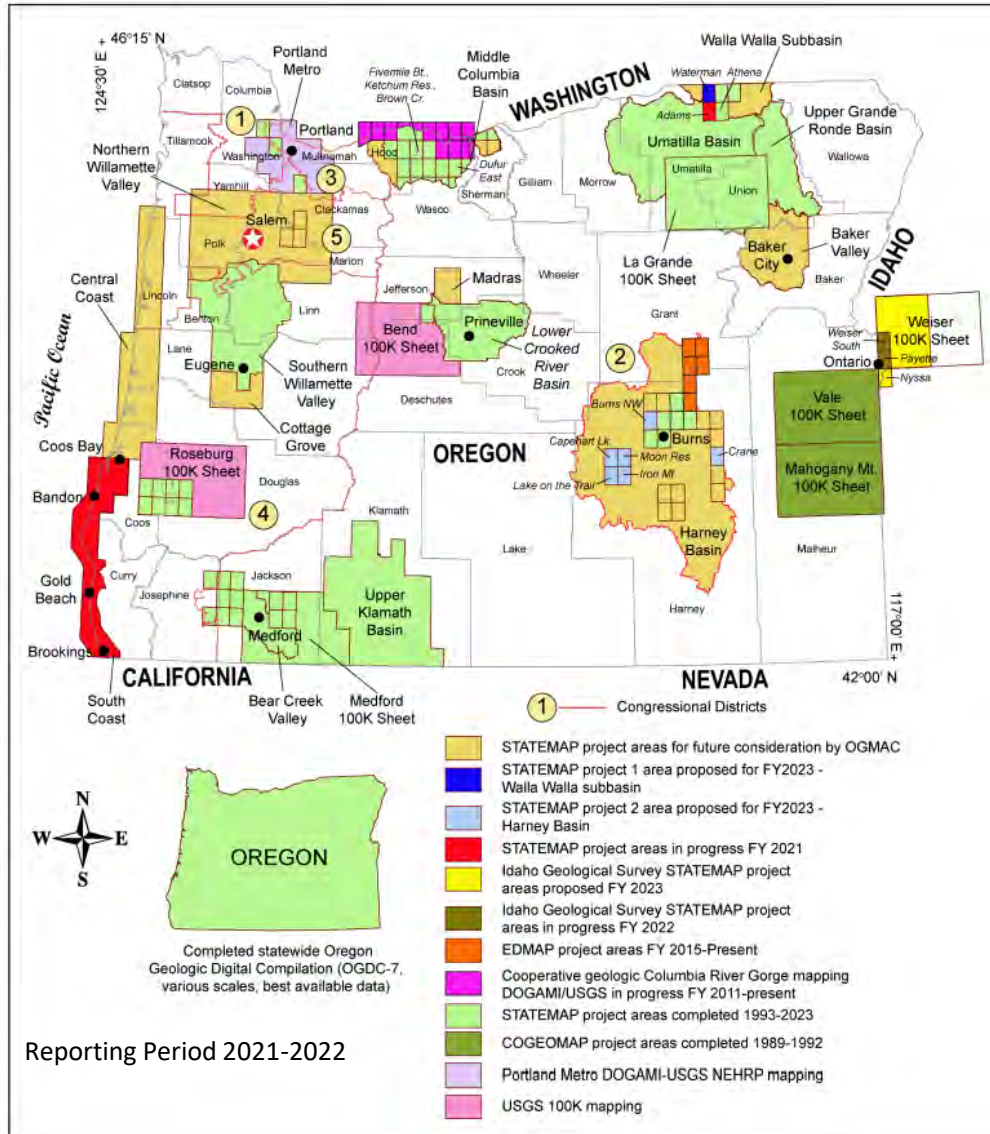 46°15' N
124°30' E
Clatsop
Columbia
Portland
Metro
Fivemile Bt.,
Ketchum Res.,
Brown Cr.
Middle
Columbia
Basin
WASHINGTON
Walla Walla Subbasin
Waterman
Athena
Adams
Upper Grande
Ronde Basin
1
Portland
Tillamook
Washington
Multnamah
Hood
Umatilla Basin
Wallowa
Northern
Willamette
Valley
Yamhill
3
Dufur
East
Sherman
Gilliam
Morrow
Umatilla
Union
Clackamas
Wasco
Salem
5
Polk
Marion
La Grande
100K Sheet
Baker
City
Baker
Valley
Baker
IDAHO
Central
Coast
Lincoln
Jefferson
Madras
Wheeler
Benton
Linn
Grant
Pacific Ocean
Lane
Bend
100K Sheet
Prineville
Lower
Crooked
River
Basin
Crook
Weiser
South
Weiser
100K Sheet
Ontario
Payette
Nyssa
Eugene
Southern
Willamette
Valley
2
Deschutes
Burns NW
Vale
100K Sheet
Cottage
Grove
OREGON
Burns
Coos Bay
Roseburg
100K Sheet
Capehart Lk.
Moon Res
Crane
Iron Mt
Lake on the Trail
Mahogany Mt.
100K Sheet
Bandon
Douglas
4
Coos
Klamath
Harney
Basin
Lake
Malheur
Curry
Josephine
Jackson
Gold
Beach
Upper
Klamath
Basin
Harney
Medford
117°00' E
Brookings
CALIFORNIA
NEVADA
42°00' N
South
Coast
Bear Creek
Valley
Medford
100K Sheet
1
Congressional Districts
STATEMAP project areas for future consideration by OGMAC
STATEMAP project 1 area proposed for FY2023 -
Walla Walla subbasin
STATEMAP project 2 area proposed for FY2023 -
Harney Basin
STATEMAP project areas in progress FY 2021
Idaho Geological Survey STATEMAP project
areas proposed FY 2023
Idaho Geological Survey STATEMAP project
areas in progress FY 2022
EDMAP project areas FY 2015-Present
Cooperative geologic Columbia River Gorge mapping
DOGAMI/USGS in progress FY 2011-present
STATEMAP project areas completed 1993-2023
COGEOMAP project areas completed 1989-1992
Portland Metro DOGAMI-USGS NEHRP mapping
USGS 100K mapping
N
W
E
S
OREGON
Completed statewide Oregon
Geologic Digital Compilation (OGDC-7,
various scales, best available data)
Reporting Period 2021-2022